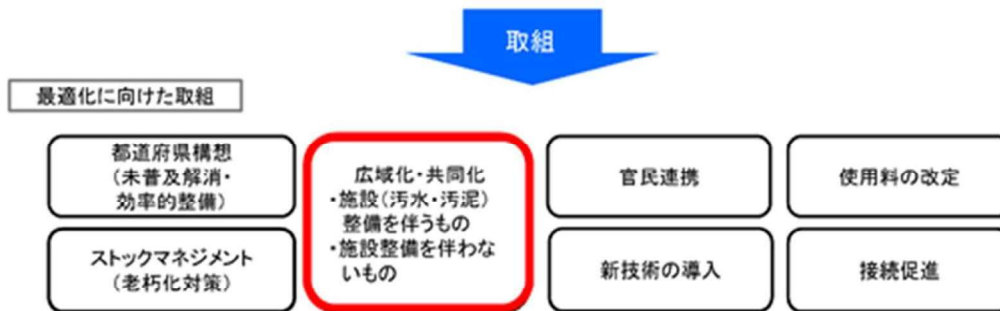 取組
最適化に向けた取組
都道府県構想
(未普及解消・
効率的整備)
広域化・共同化
・施設(汚水・汚泥)
整備を伴うもの
・施設整備を伴わな
いもの
官民連携
使用料の改定
ストックマネジメント
(老朽化対策)
新技術の導入
接続促進